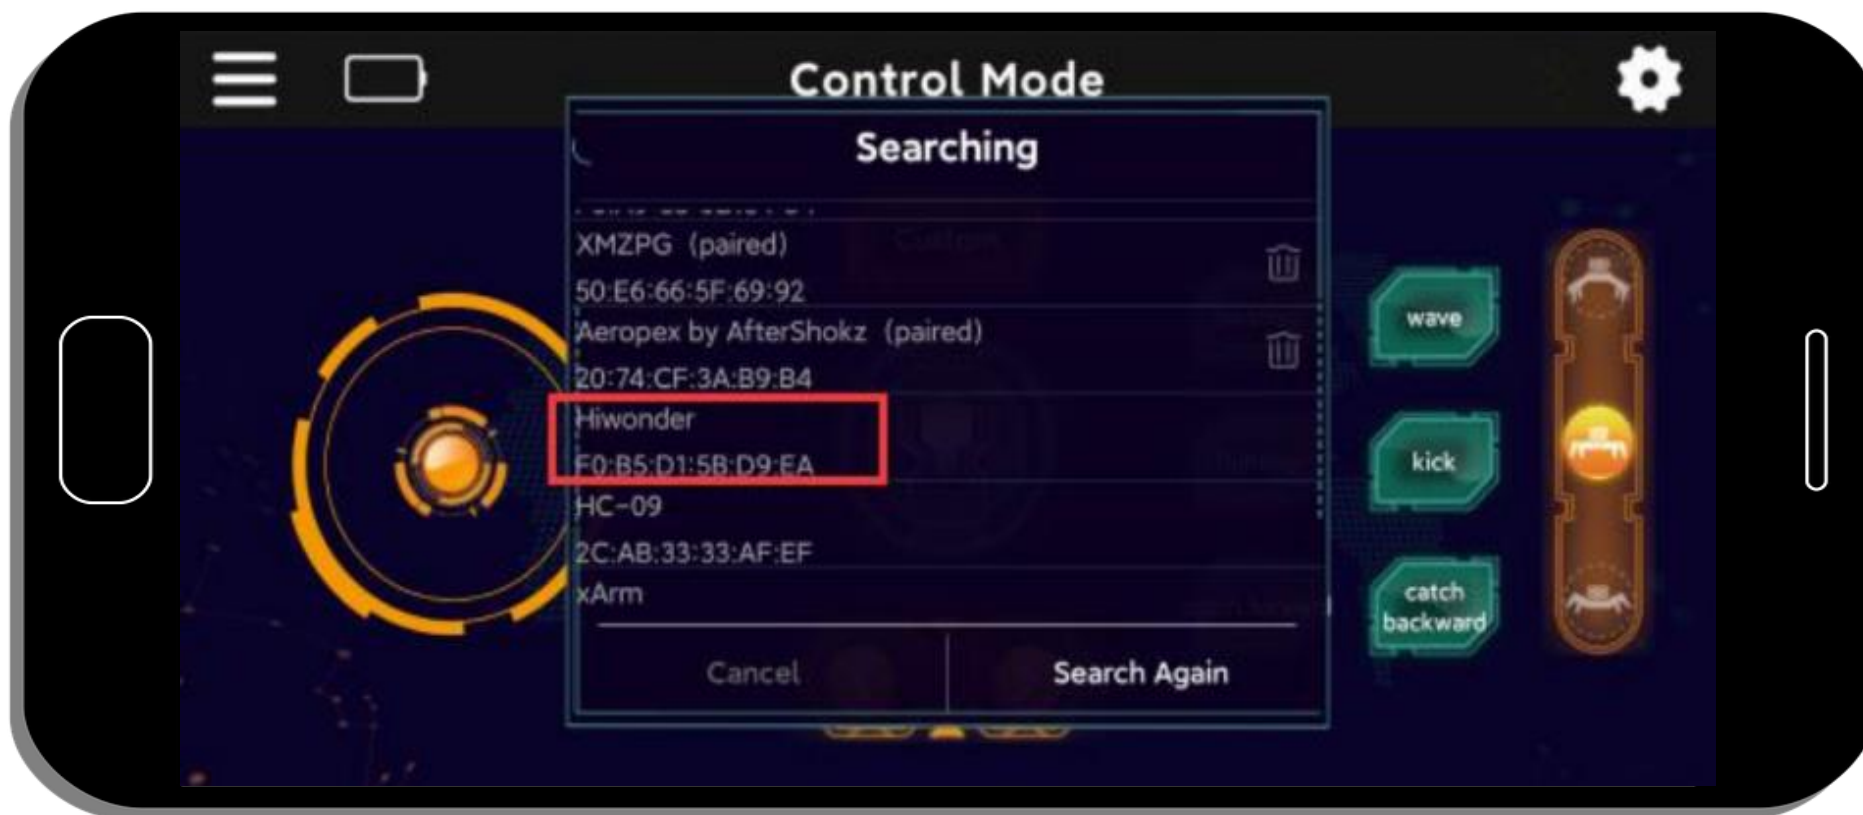 Control Mode
Searching
XMZPG (paired)
50:E6:66:5F:69:92
Aeropex by AfterShokz (paired)
20:74:CF:3A:B9:B4
Hiwonder
F0:B5:D1:5B:D9:EA
HC-09
2C:AB:33:33:AF:EF
xArm
Cancel
Search Again
wave
kick
catch
backward